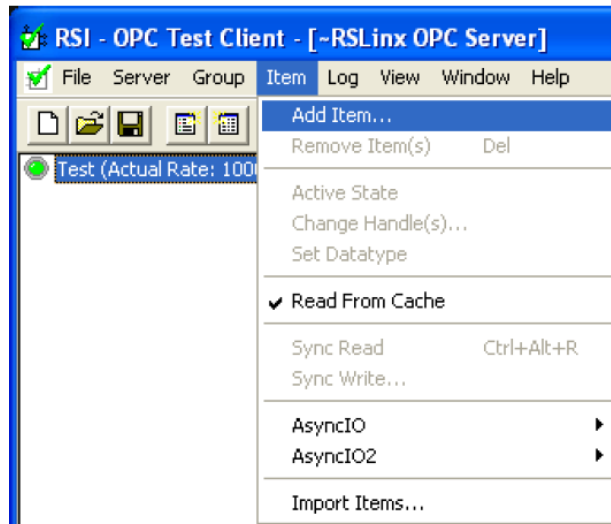 RSI - OPC Test Client - [~RSLinx OPC Server]
File Server Group Item Log View Window Help
Add Item...
Remove Item(s) Del
Test (Actual Rate: 100
Active State
Change Handle(s)...
Set Datatype
Read From Cache
Sync Read Ctrl+Alt+R
Sync Write...
AsyncIO
AsyncIO2
Import Items...